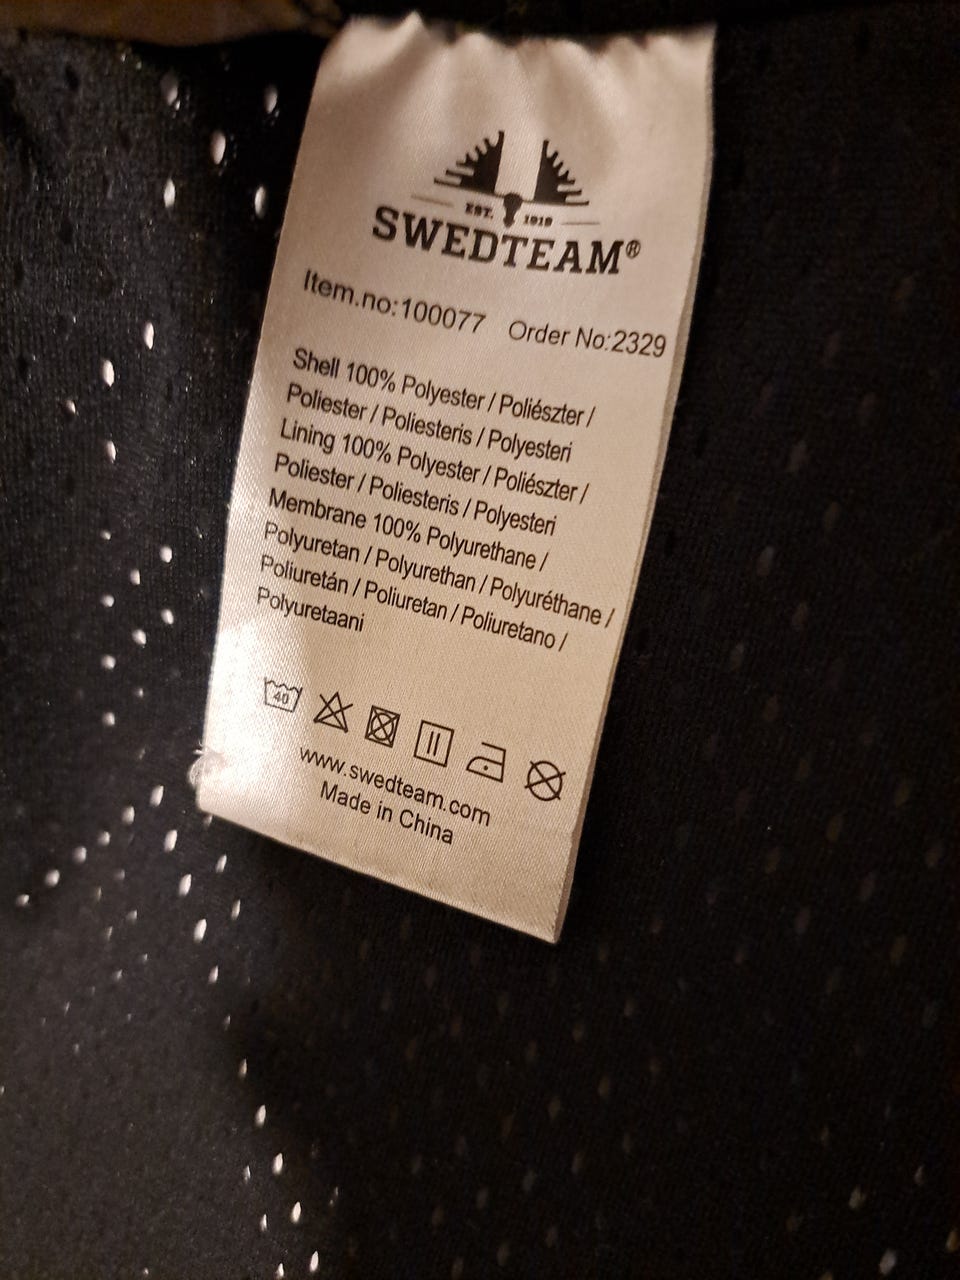 EST. 1919
SWEDTEAM®
Item.no:100077 Order No:2329
Shell 100% Polyester / Poliészter /
Poliester / Poliesteris / Polyesteri
Lining 100% Polyester / Poliészter /
Poliester / Poliesteris / Polyesteri
Membrane 100% Polyurethane /
Polyuretan / Polyurethan / Polyuréthane /
Poliuretán / Poliuretan / Poliuretano /
Polyuretaani
40
www.swedteam.com
Made in China